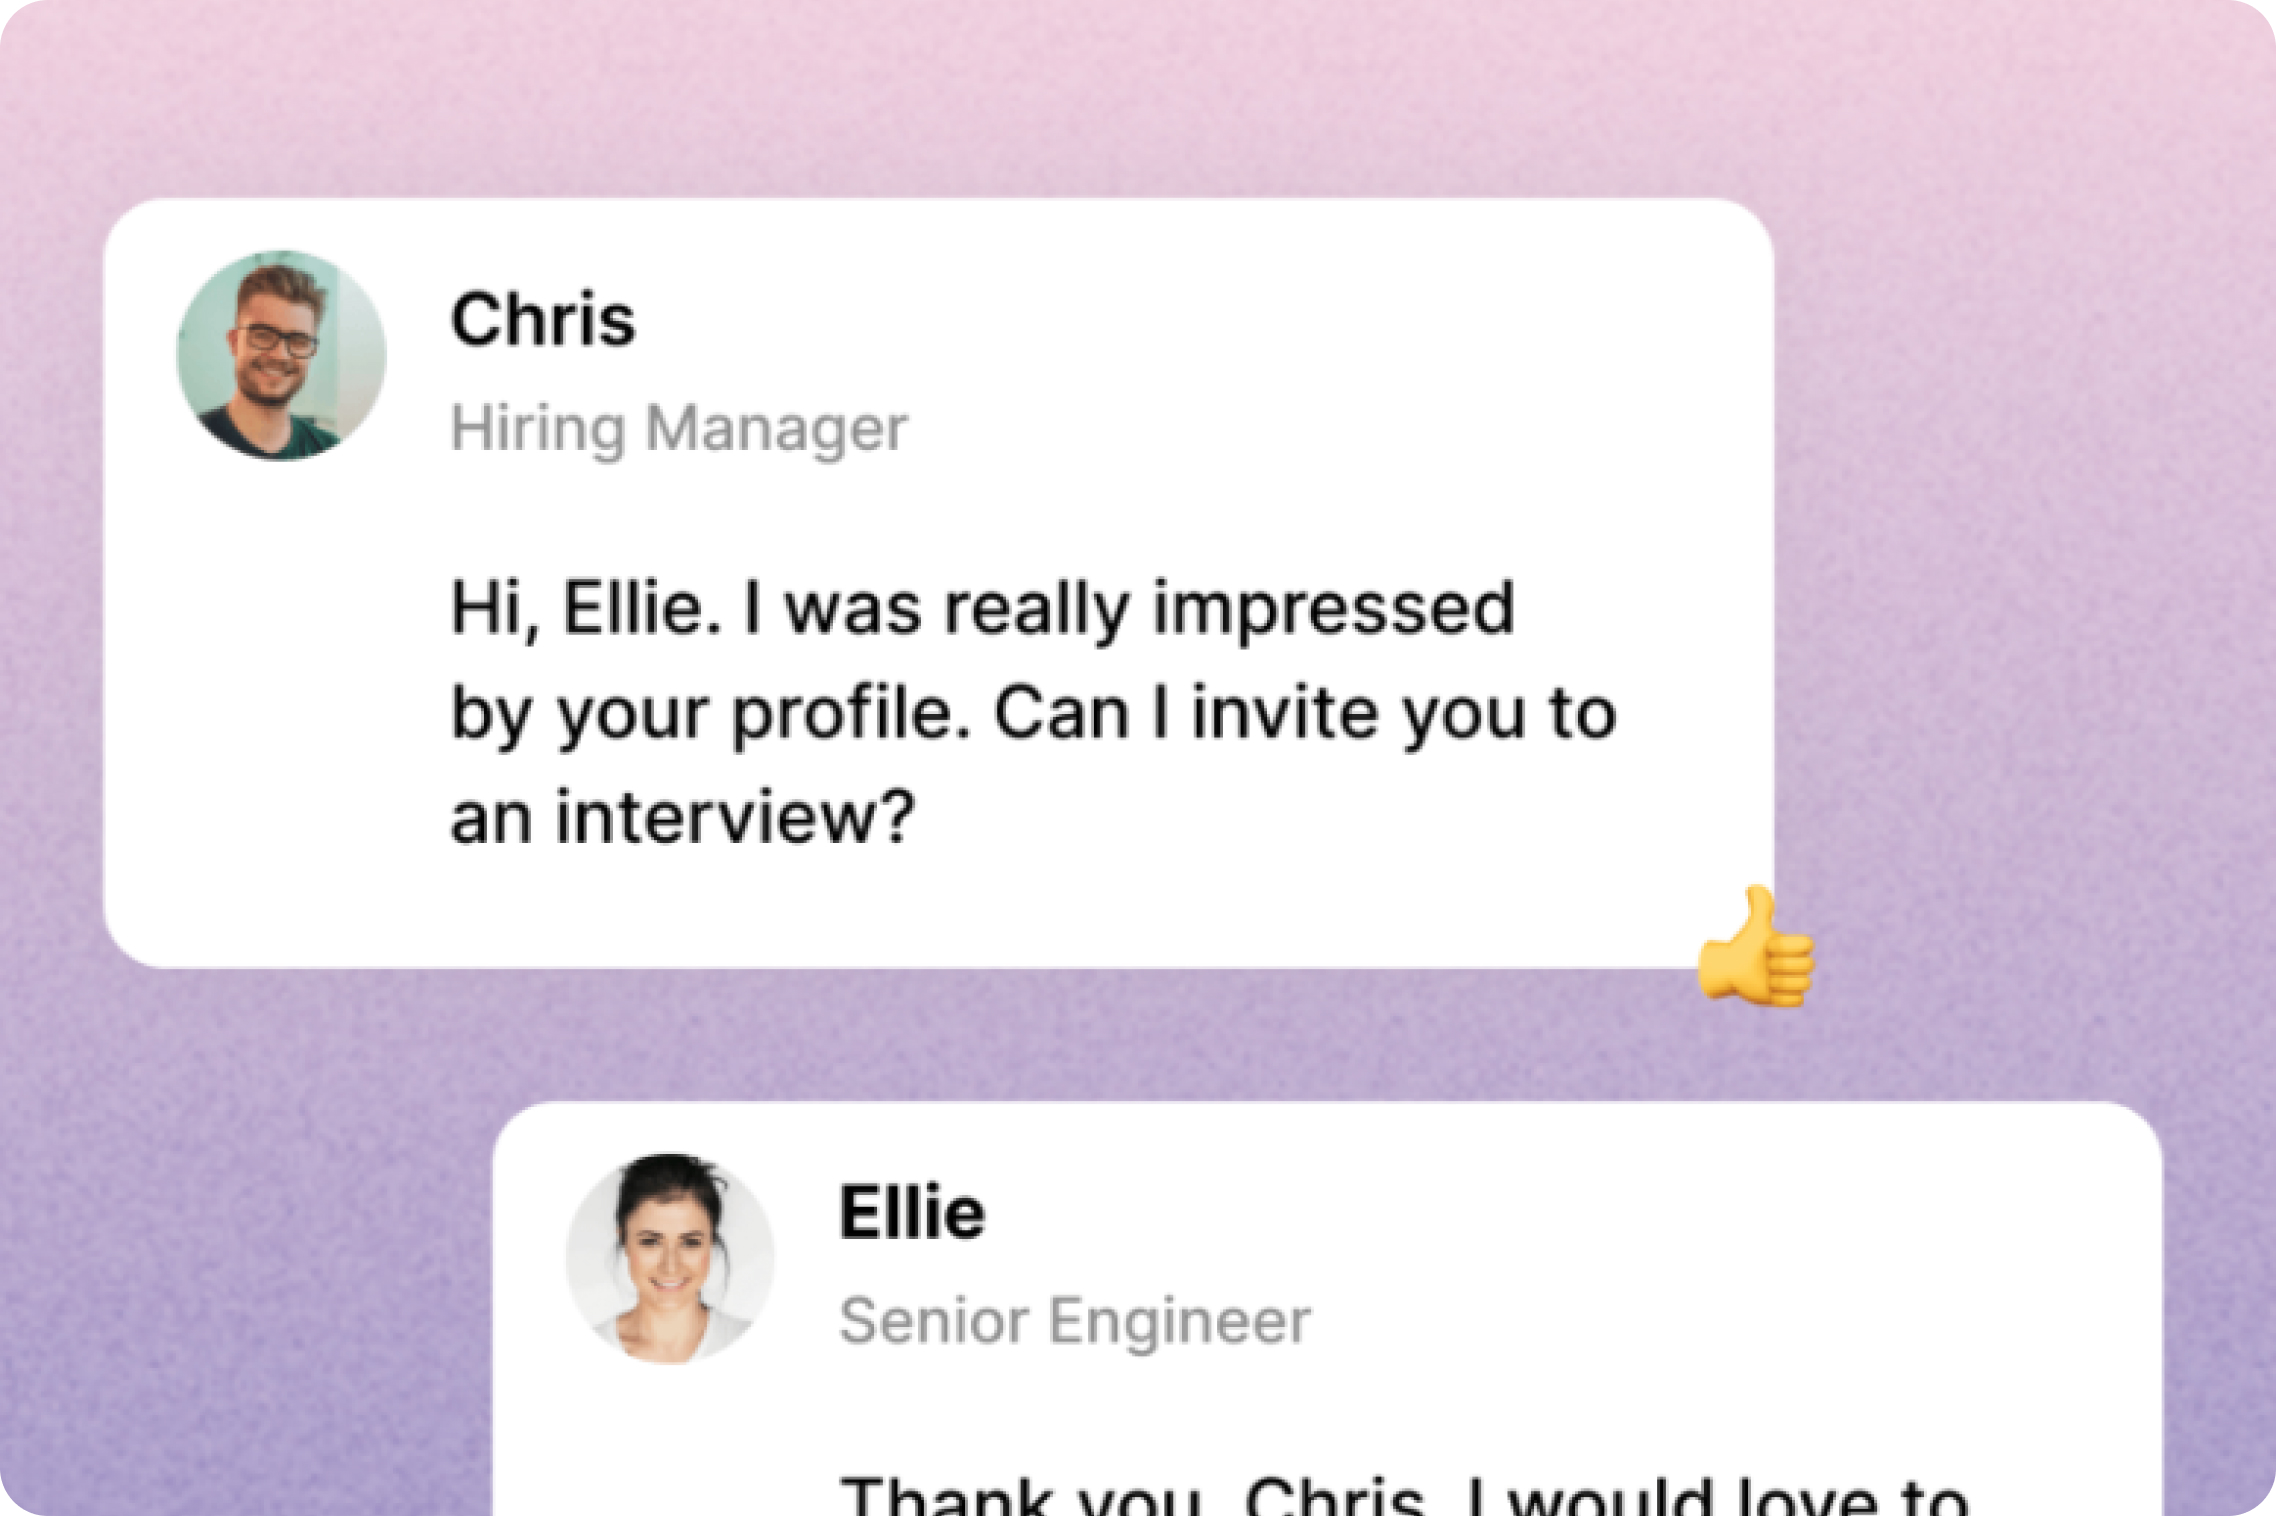 Chris
Hiring Manager
Hi, Ellie. I was really impressed
by your profile. Can I invite you to
an interview?
Ellie
Senior Engineer
Thank you, Chris. I would love to